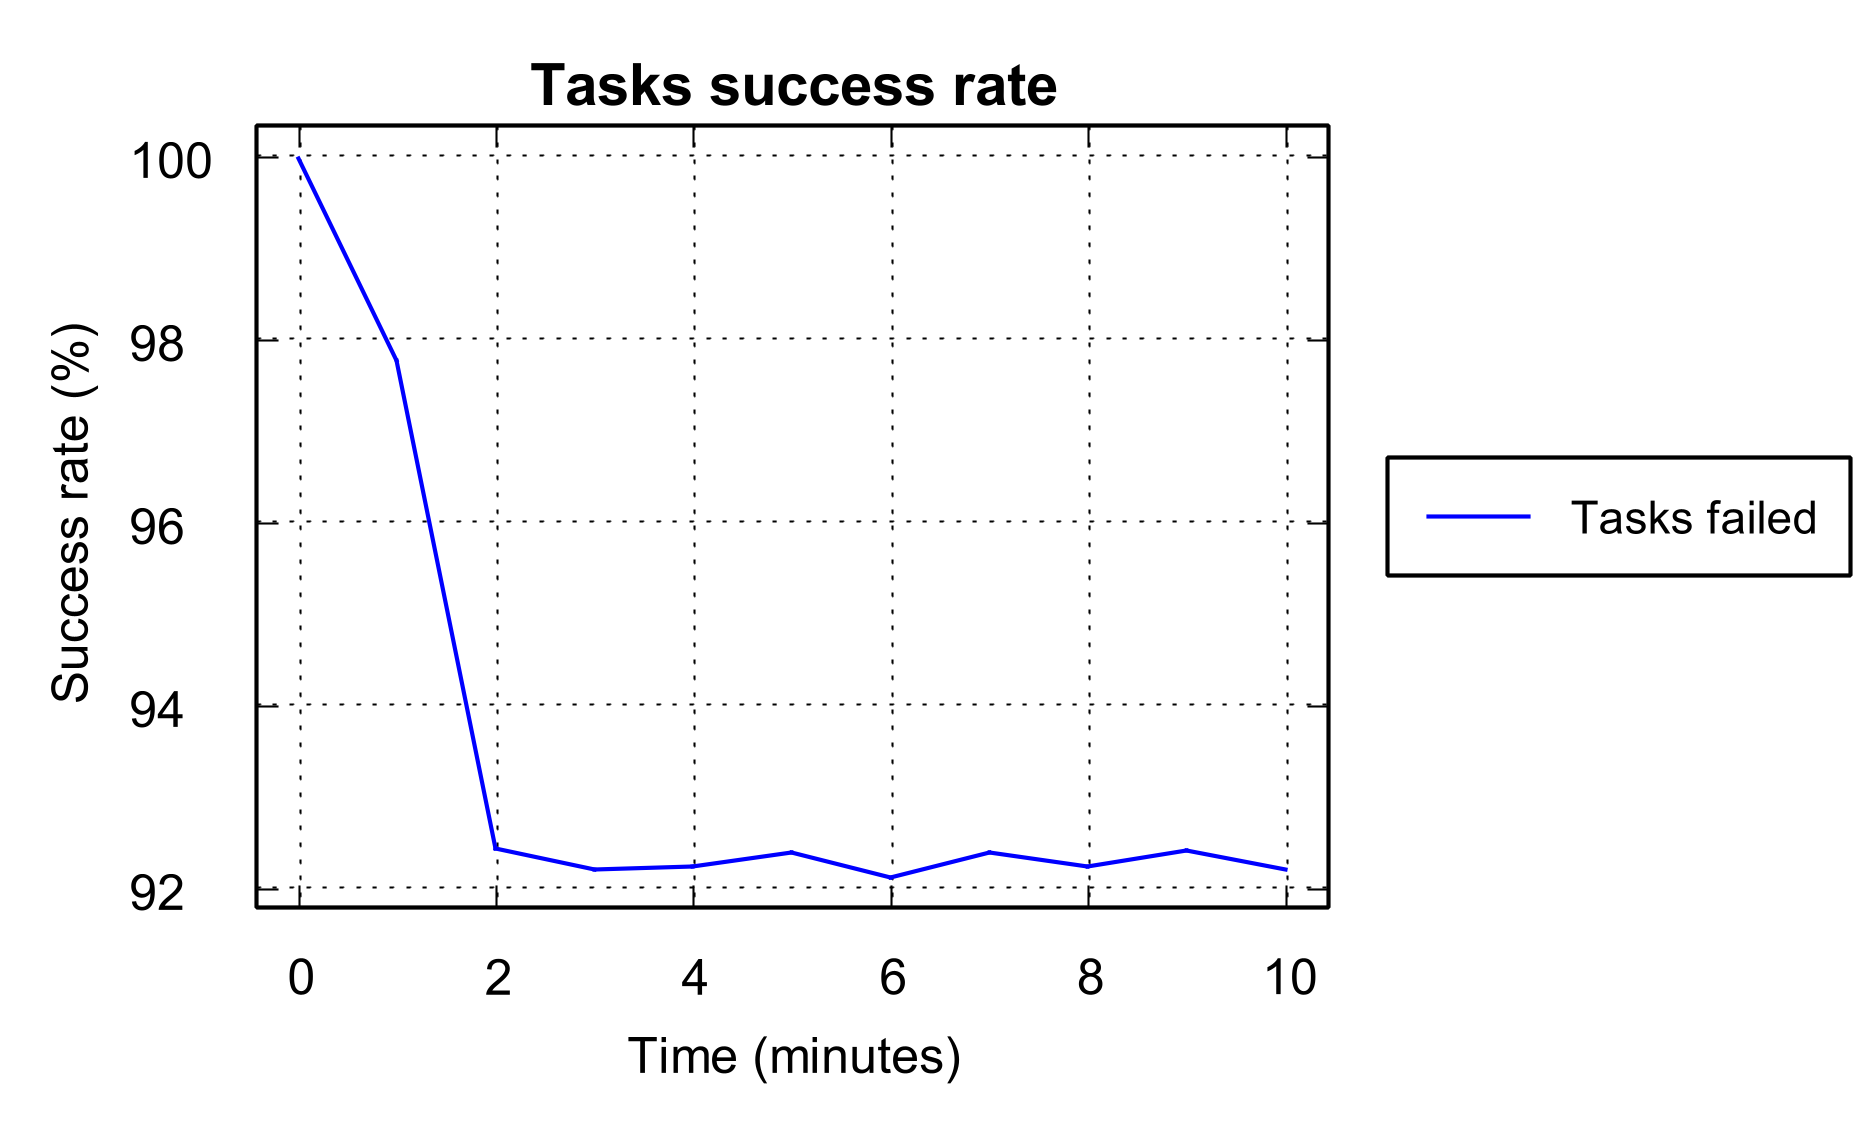 Tasks success rate
100
98
96
94
92
Success rate (%)
0 2 4 6 8 10
Time (minutes)
Tasks failed